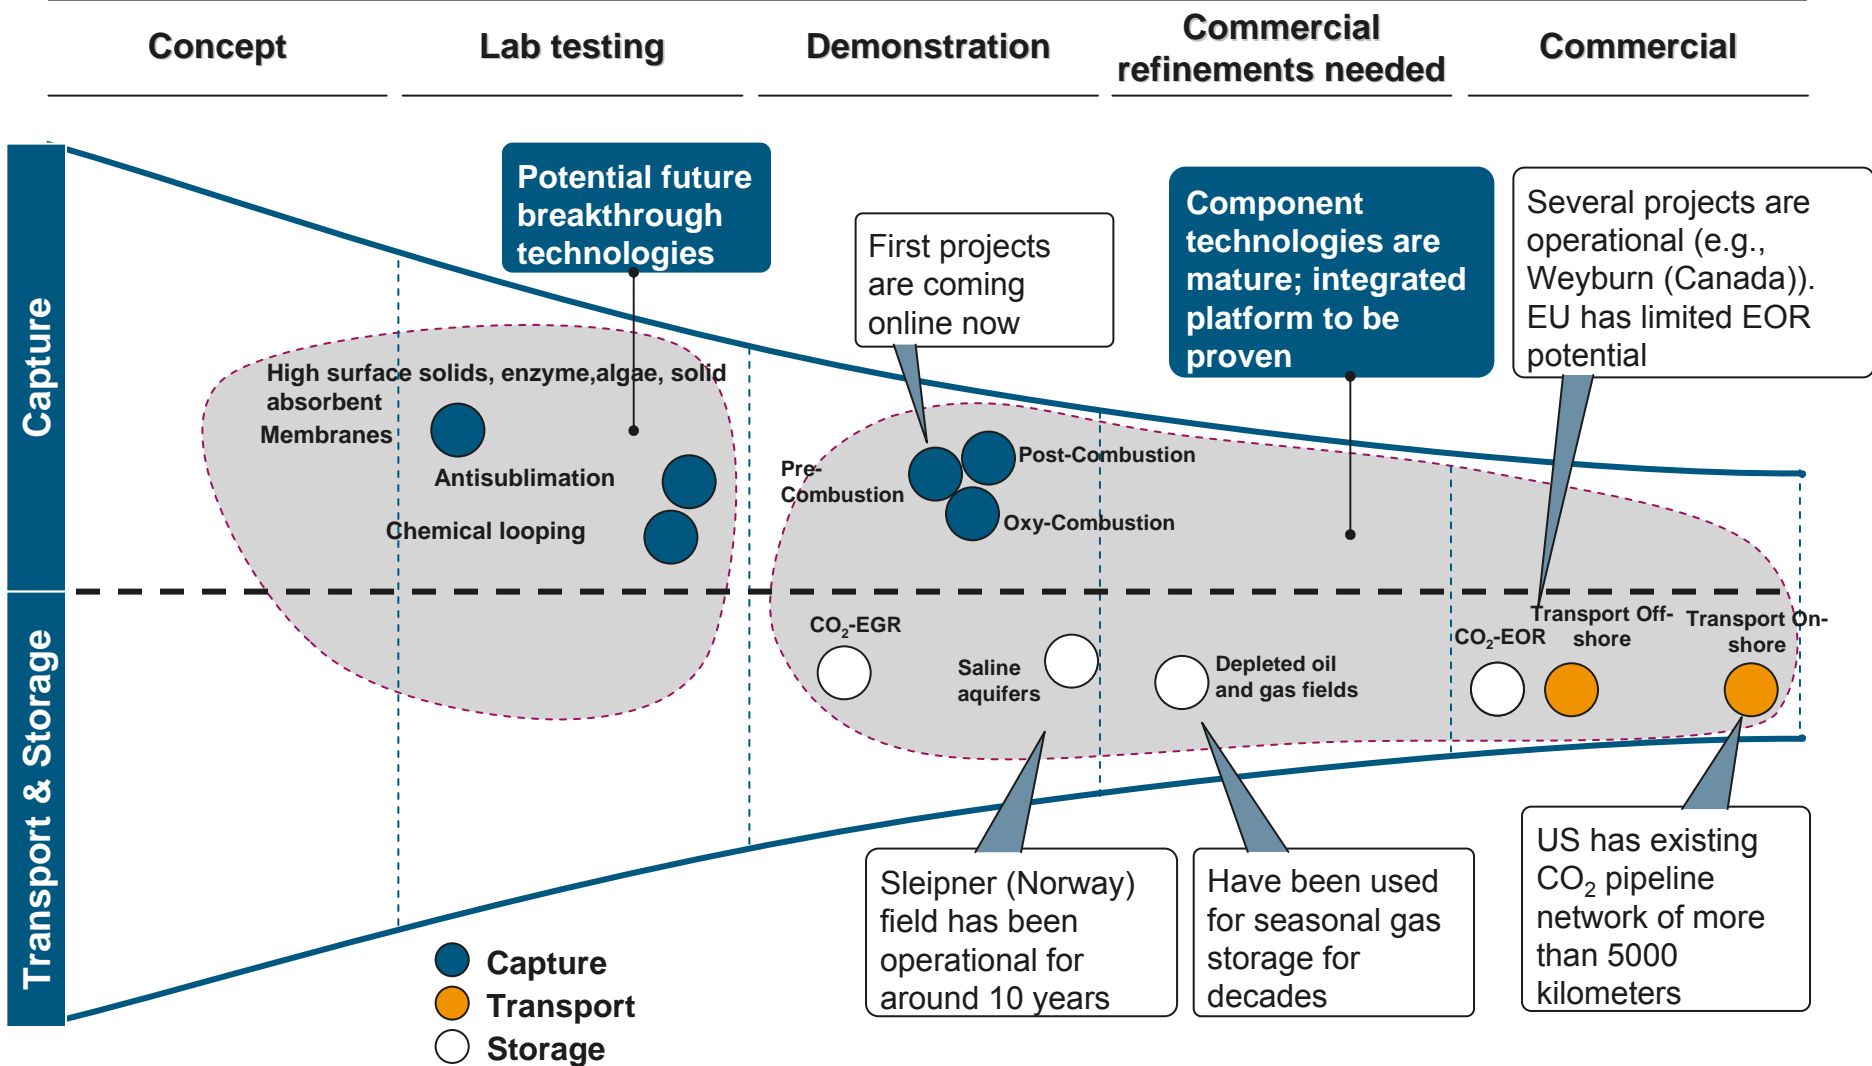 Concept
Lab testing
Demonstration
Commercial
refinements needed
Commercial
Capture
Transport & Storage
Potential future
breakthrough
technologies
First projects
are coming
online now
Component
technologies are
mature; integrated
platform to be
proven
Several projects are
operational (e.g.,
Weyburn (Canada)).
EU has limited EOR
potential
High surface solids, enzyme,algae, solid
absorbent
Membranes
Antisublimation
Chemical looping
Pre-
Combustion
Post-Combustion
Oxy-Combustion
CO₂-EGR
Saline
aquifers
Depleted oil
and gas fields
CO₂-EOR
Transport Off-
shore
Transport On-
shore
Sleipner (Norway)
field has been
operational for
around 10 years
Have been used
for seasonal gas
storage for
decades
US has existing
CO₂ pipeline
network of more
than 5000
kilometers
Capture
Transport
Storage